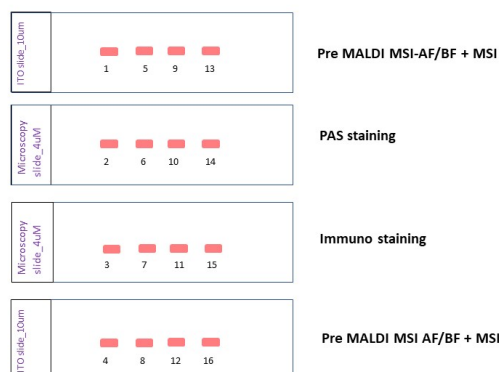 ITO slide_10um
1 5 9 13
Pre MALDI MSI-AF/BF + MSI
Microscopy
slide_4uM
2 6 10 14
PAS staining
Microscopy
slide_4uM
3 7 11 15
Immuno staining
ITO slide_10um
4 8 12 16
Pre MALDI MSI AF/BF + MSI